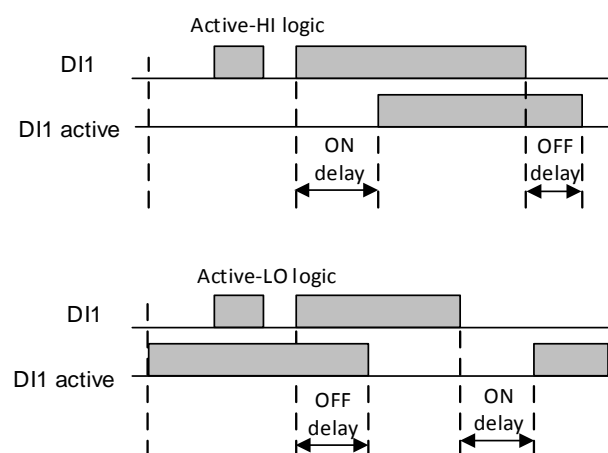 Active-HI logic
DI1
DI1 active
ON
delay
OFF
delay
Active-LO logic
DI1
DI1 active
OFF
delay
ON
delay